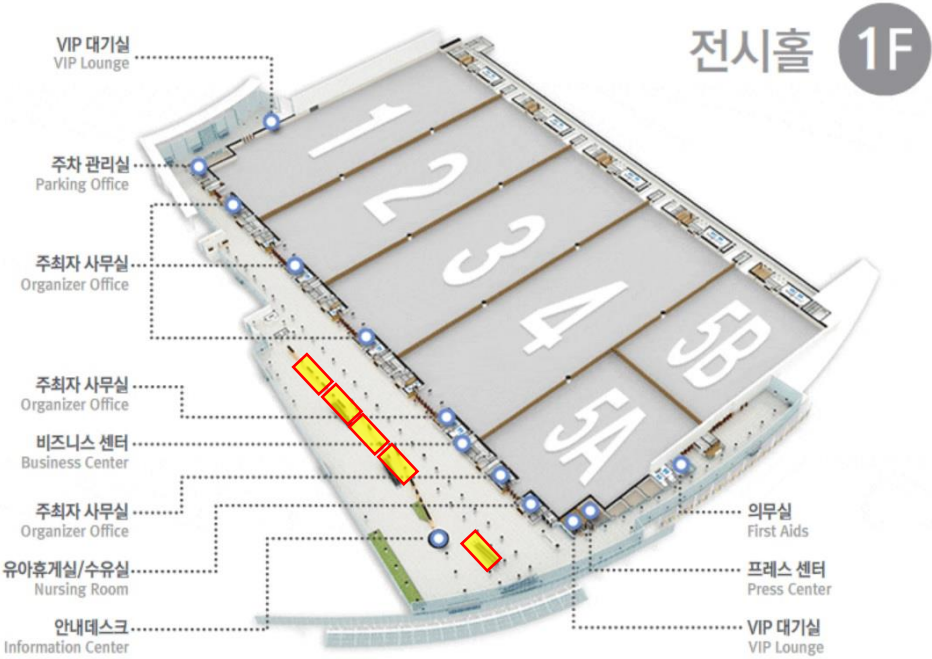 전시홀 1F
VIP 대기실
VIP Lounge
주차 관리실
Parking Office
주최자 사무실
Organizer Office
주최자 사무실
Organizer Office
비즈니스 센터
Business Center
주최자 사무실
Organizer Office
유아휴게실/수유실
Nursing Room
안내데스크
Information Center
1
2
3
4
5B
5A
의무실
First Aids
프레스 센터
Press Center
VIP 대기실
VIP Lounge